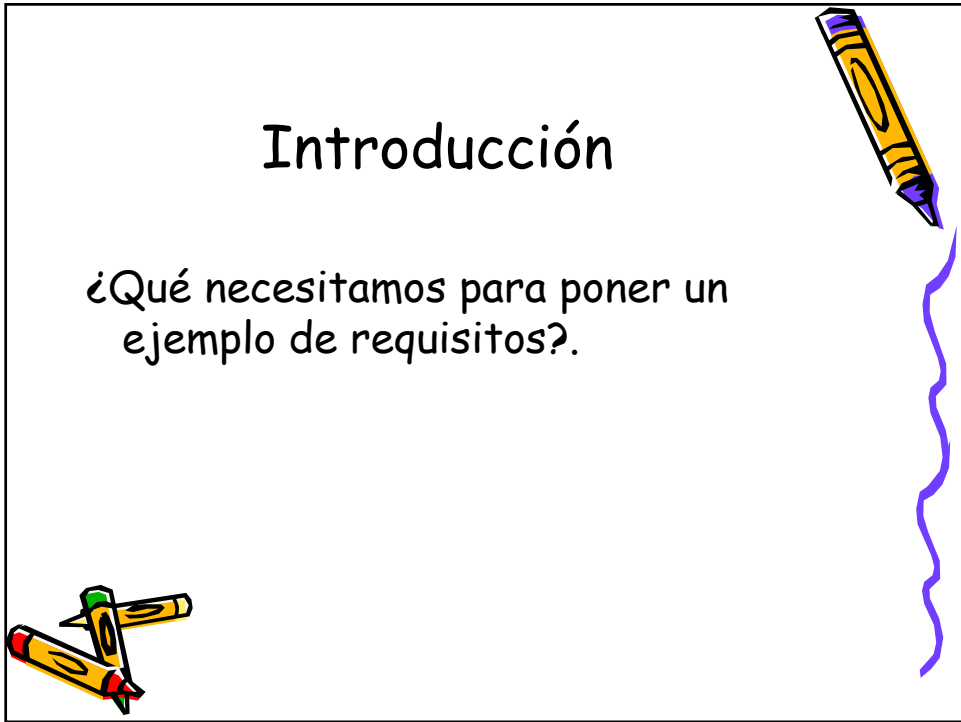 Introducción
¿Qué necesitamos para poner un
ejemplo de requisitos?.